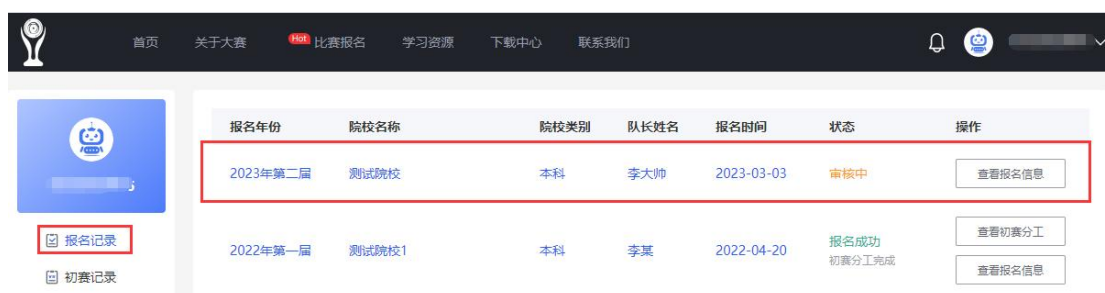 首页 关于大赛 Hot 比赛报名 学习资源 下载中心 联系我们
报名年份 院校名称 院校类别 队长姓名 报名时间 状态 操作
2023年第二届 测试院校 本科 李大帅 2023-03-03 审核中 查看报名信息
报名记录
2022年第一届 测试院校1 本科 李某 2022-04-20 报名成功 查看初赛分工
初赛分工完成 查看报名信息
初赛记录